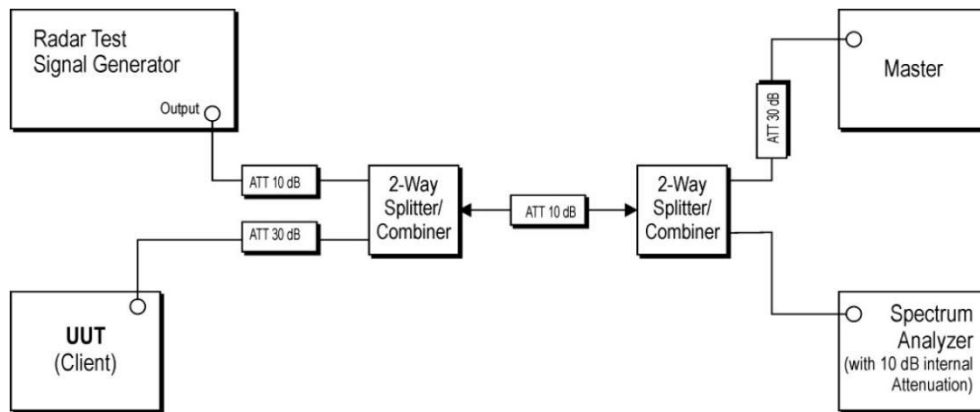 Radar Test
Signal Generator
Output
ATT 10 dB
ATT 30 dB
2-Way
Splitter/
Combiner
ATT 10 dB
2-Way
Splitter/
Combiner
ATT 30 dB
Master
UUT
(Client)
Spectrum
Analyzer
(with 10 dB internal
Attenuation)